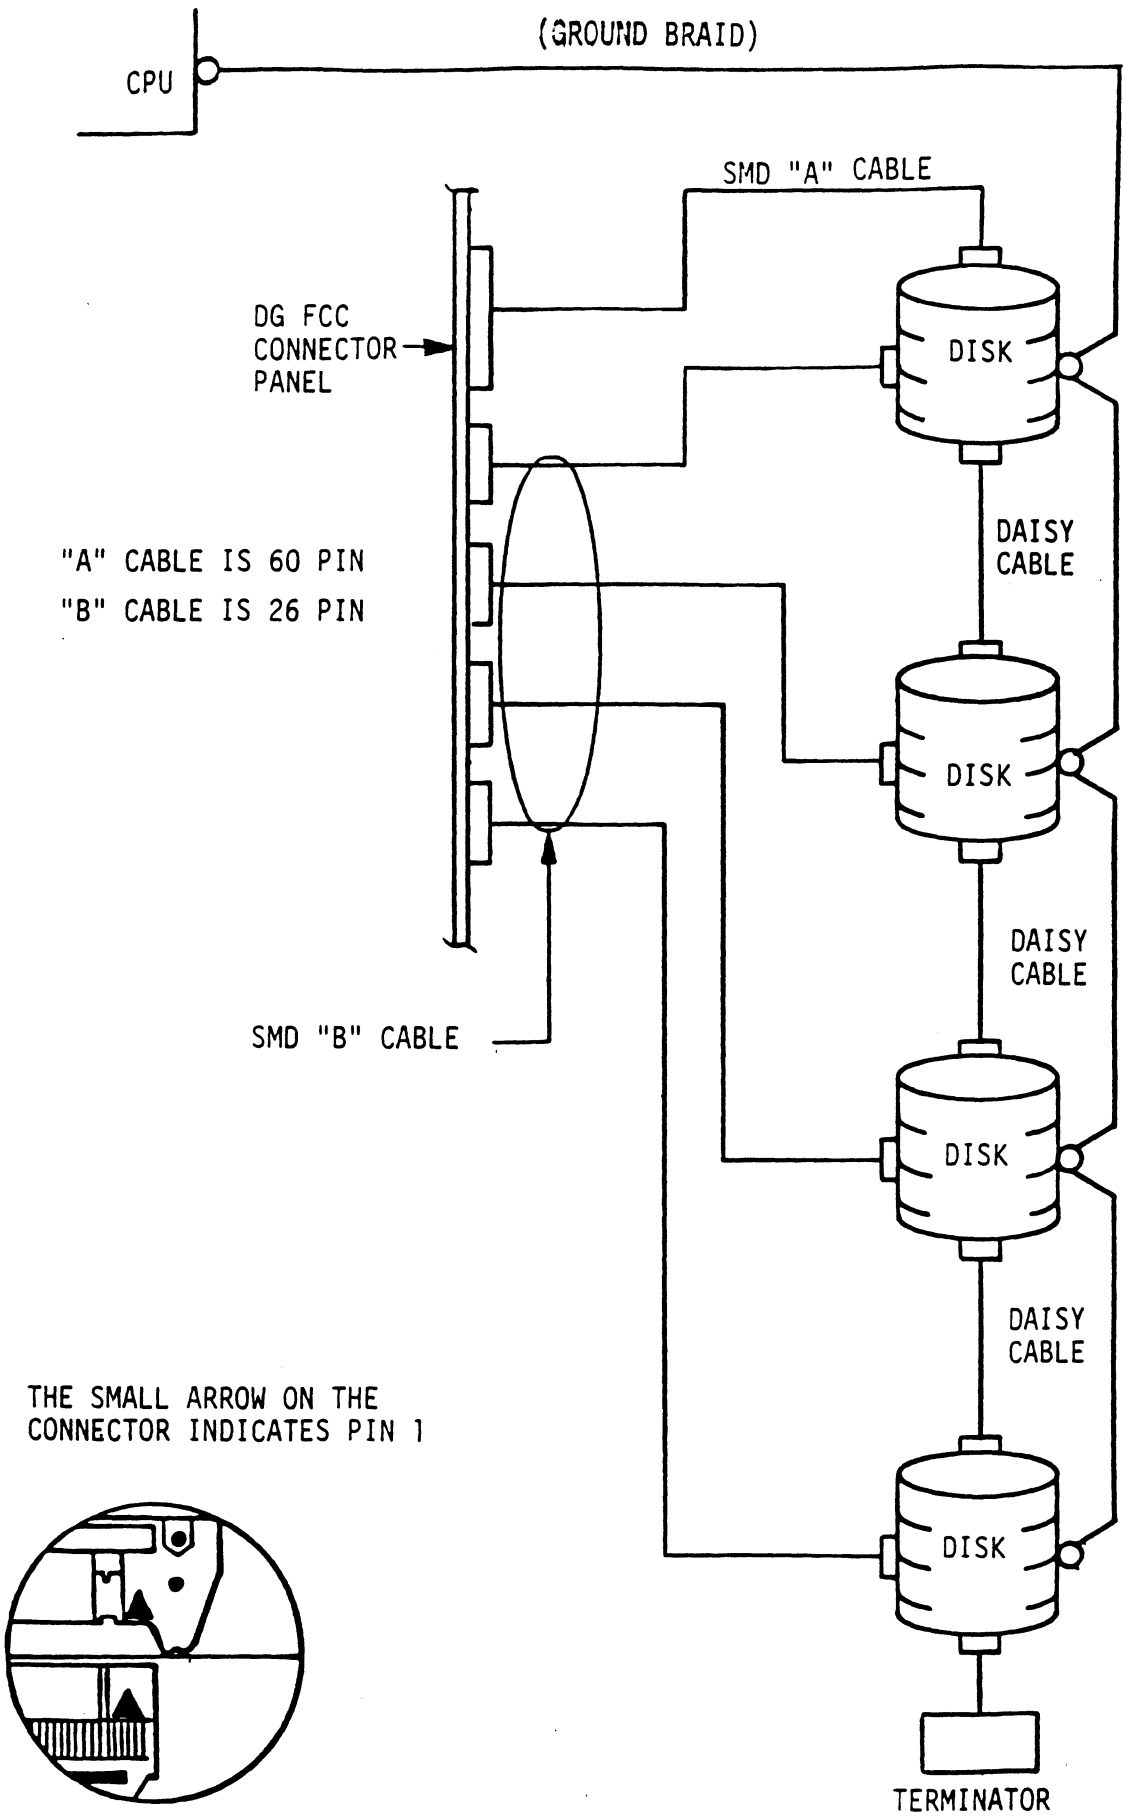 (GROUND BRAID)
CPU
SMD "A" CABLE
DG FCC
CONNECTOR
PANEL
DISK
"A" CABLE IS 60 PIN
"B" CABLE IS 26 PIN
DAISY
CABLE
DISK
DAISY
CABLE
SMD "B" CABLE
DISK
DAISY
CABLE
THE SMALL ARROW ON THE
CONNECTOR INDICATES PIN 1
DISK
TERMINATOR